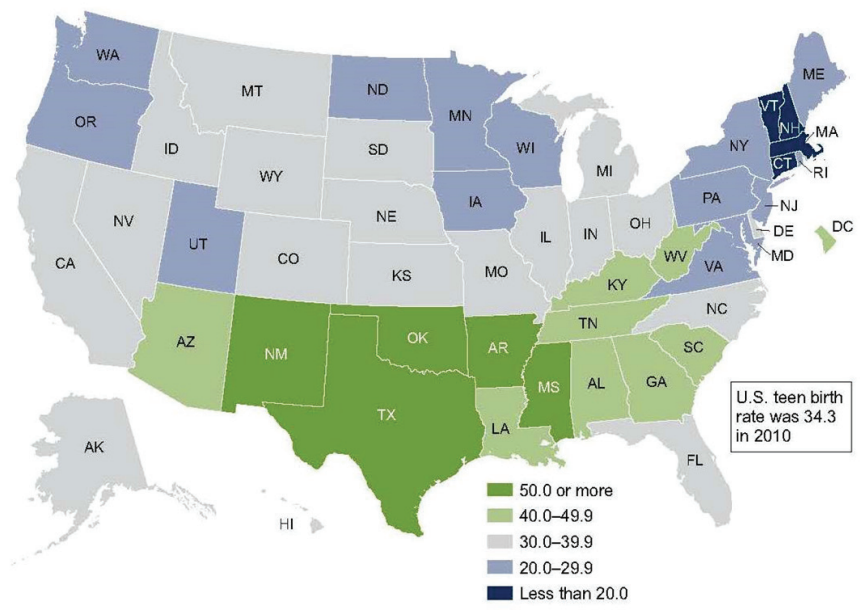 WA
MT
ND
MN
ME
VT
NH
MA
OR
ID
SD
WI
NY
RI
WY
MI
CT
PA
NJ
NV
NE
IA
IL
IN
OH
DE
DC
MD
CA
UT
CO
KS
MO
WV
VA
KY
AZ
NM
OK
AR
TN
NC
SC
TX
LA
MS
AL
GA
FL
AK
HI
U.S. teen birth
rate was 34.3
in 2010
50.0 or more
40.0–49.9
30.0–39.9
20.0–29.9
Less than 20.0